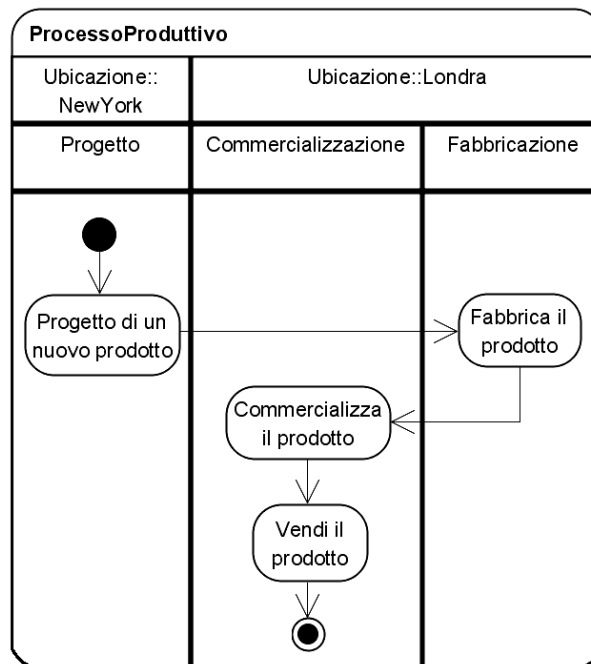 ProcessoProduttivo
Ubicazione::
NewYork
Ubicazione::Londra
Progetto
Commercializzazione
Fabbricazione
Progetto di un
nuovo prodotto
Fabbrica il
prodotto
Commercializza
il prodotto
Vendi il
prodotto